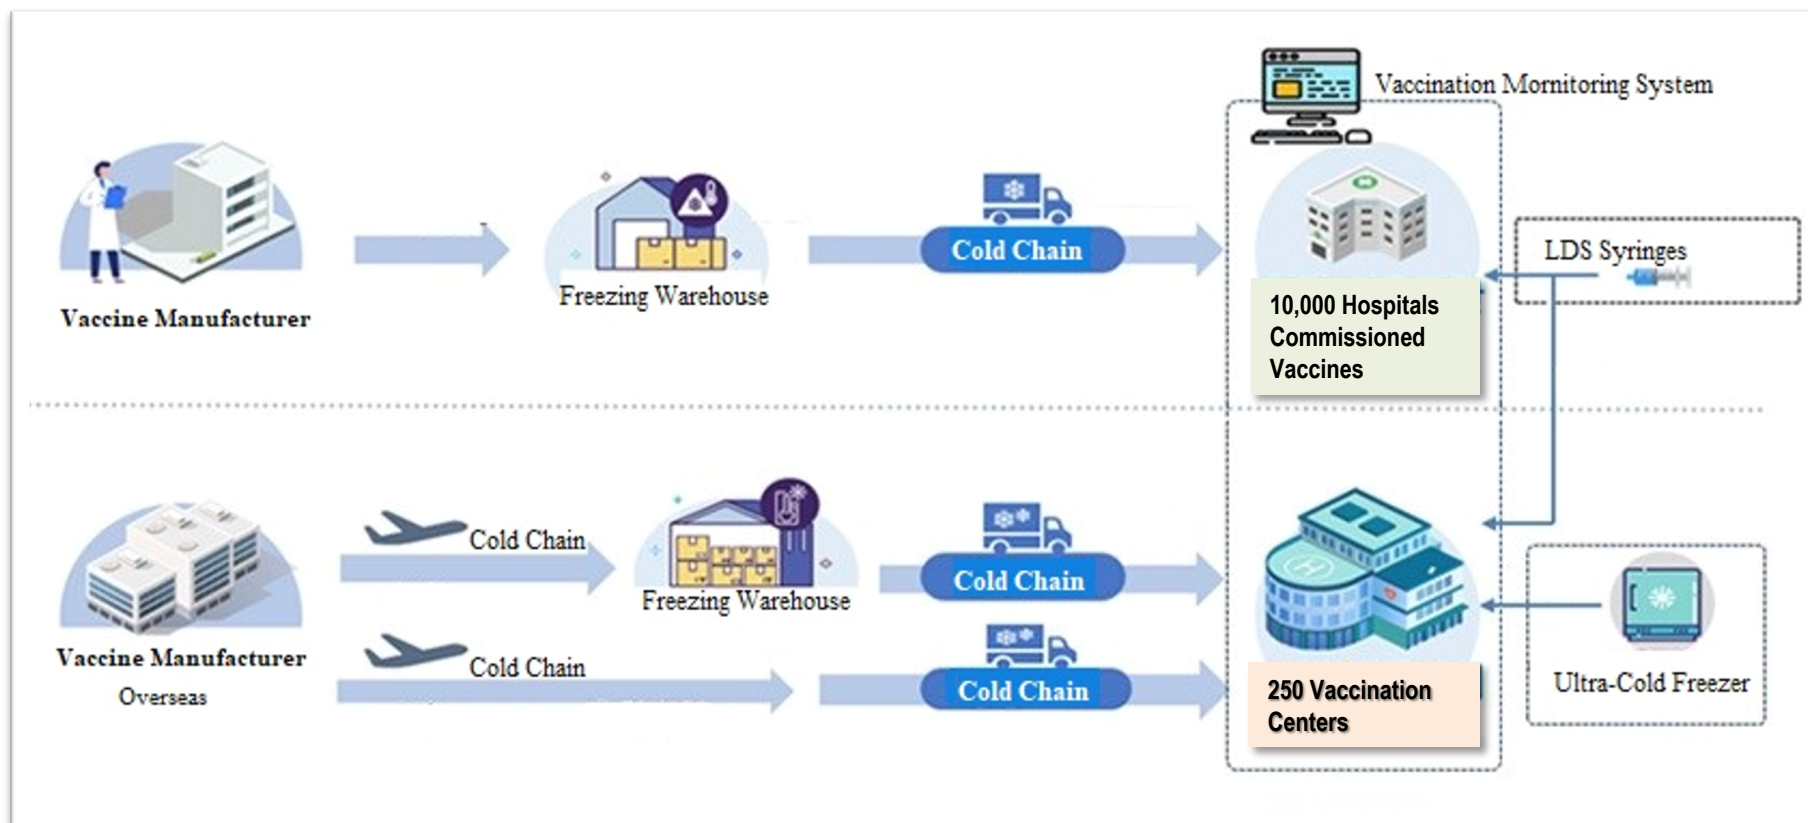 Vaccination Mornitoring System
Cold Chain
LDS Syringes
Freezing Warehouse
Vaccine Manufacturer
10,000 Hospitals
Commissioned
Vaccines
Cold Chain
Cold Chain
Freezing Warehouse
Vaccine Manufacturer
Overseas
Cold Chain
Cold Chain
250 Vaccination
Centers
Ultra-Cold Freezer